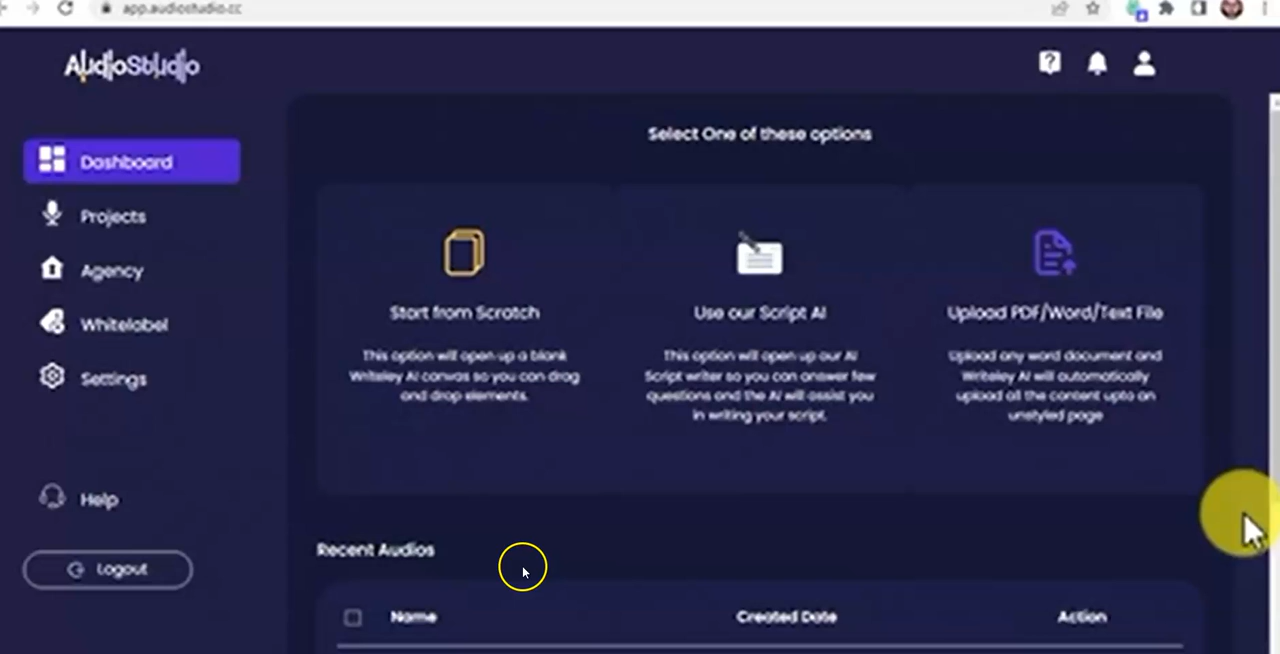 app.audiostudio.cc
AudioStudio
Select One of these options
Dashboard
Projects
Agency
Whitelabel
Settings
Help
Logout
Start from Scratch
This option will open up a blank
Writeley AI canvas so you can drag
and drop elements.
Use our Script AI
This option will open up our AI
Script writer so you can answer few
questions and the AI will assist you
in writing your script.
Upload PDF/Word/Text File
Upload any word document and
Writeley AI will automatically
upload all the content upto an
unstyled page
Recent Audios
Name
Created Date
Action